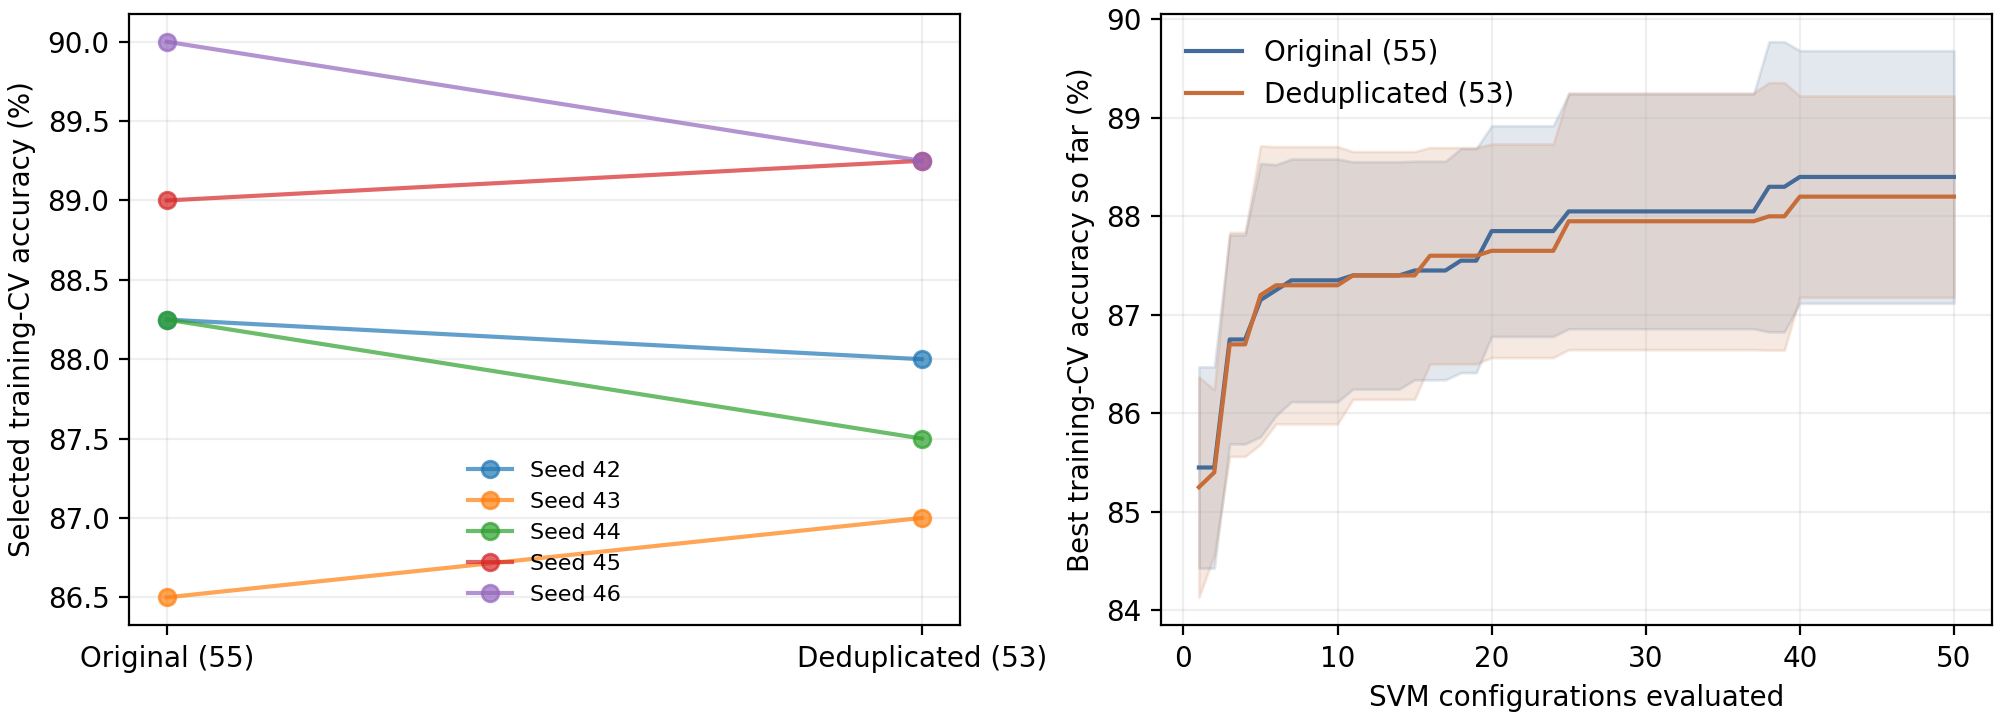 Selected training-CV accuracy (%)
90.0
89.5
89.0
88.5
88.0
87.5
87.0
86.5
Seed 42
Seed 43
Seed 44
Seed 45
Seed 46
Original (55)
Deduplicated (53)
Best training-CV accuracy so far (%)
90
89
88
87
86
85
84
Original (55)
Deduplicated (53)
0
10
20
30
40
50
SVM configurations evaluated